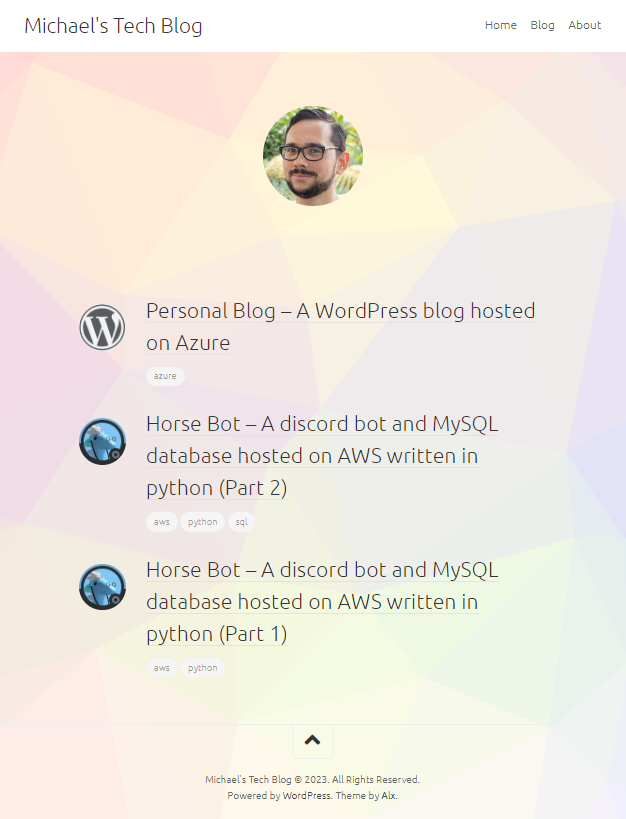 Michael's Tech Blog
Home Blog About
Personal Blog – A WordPress blog hosted
on Azure
azure
Horse Bot – A discord bot and MySQL
database hosted on AWS written in
python (Part 2)
aws python sql
Horse Bot – A discord bot and MySQL
database hosted on AWS written in
python (Part 1)
aws python
Michael's Tech Blog © 2023. All Rights Reserved.
Powered by WordPress. Theme by Alx.